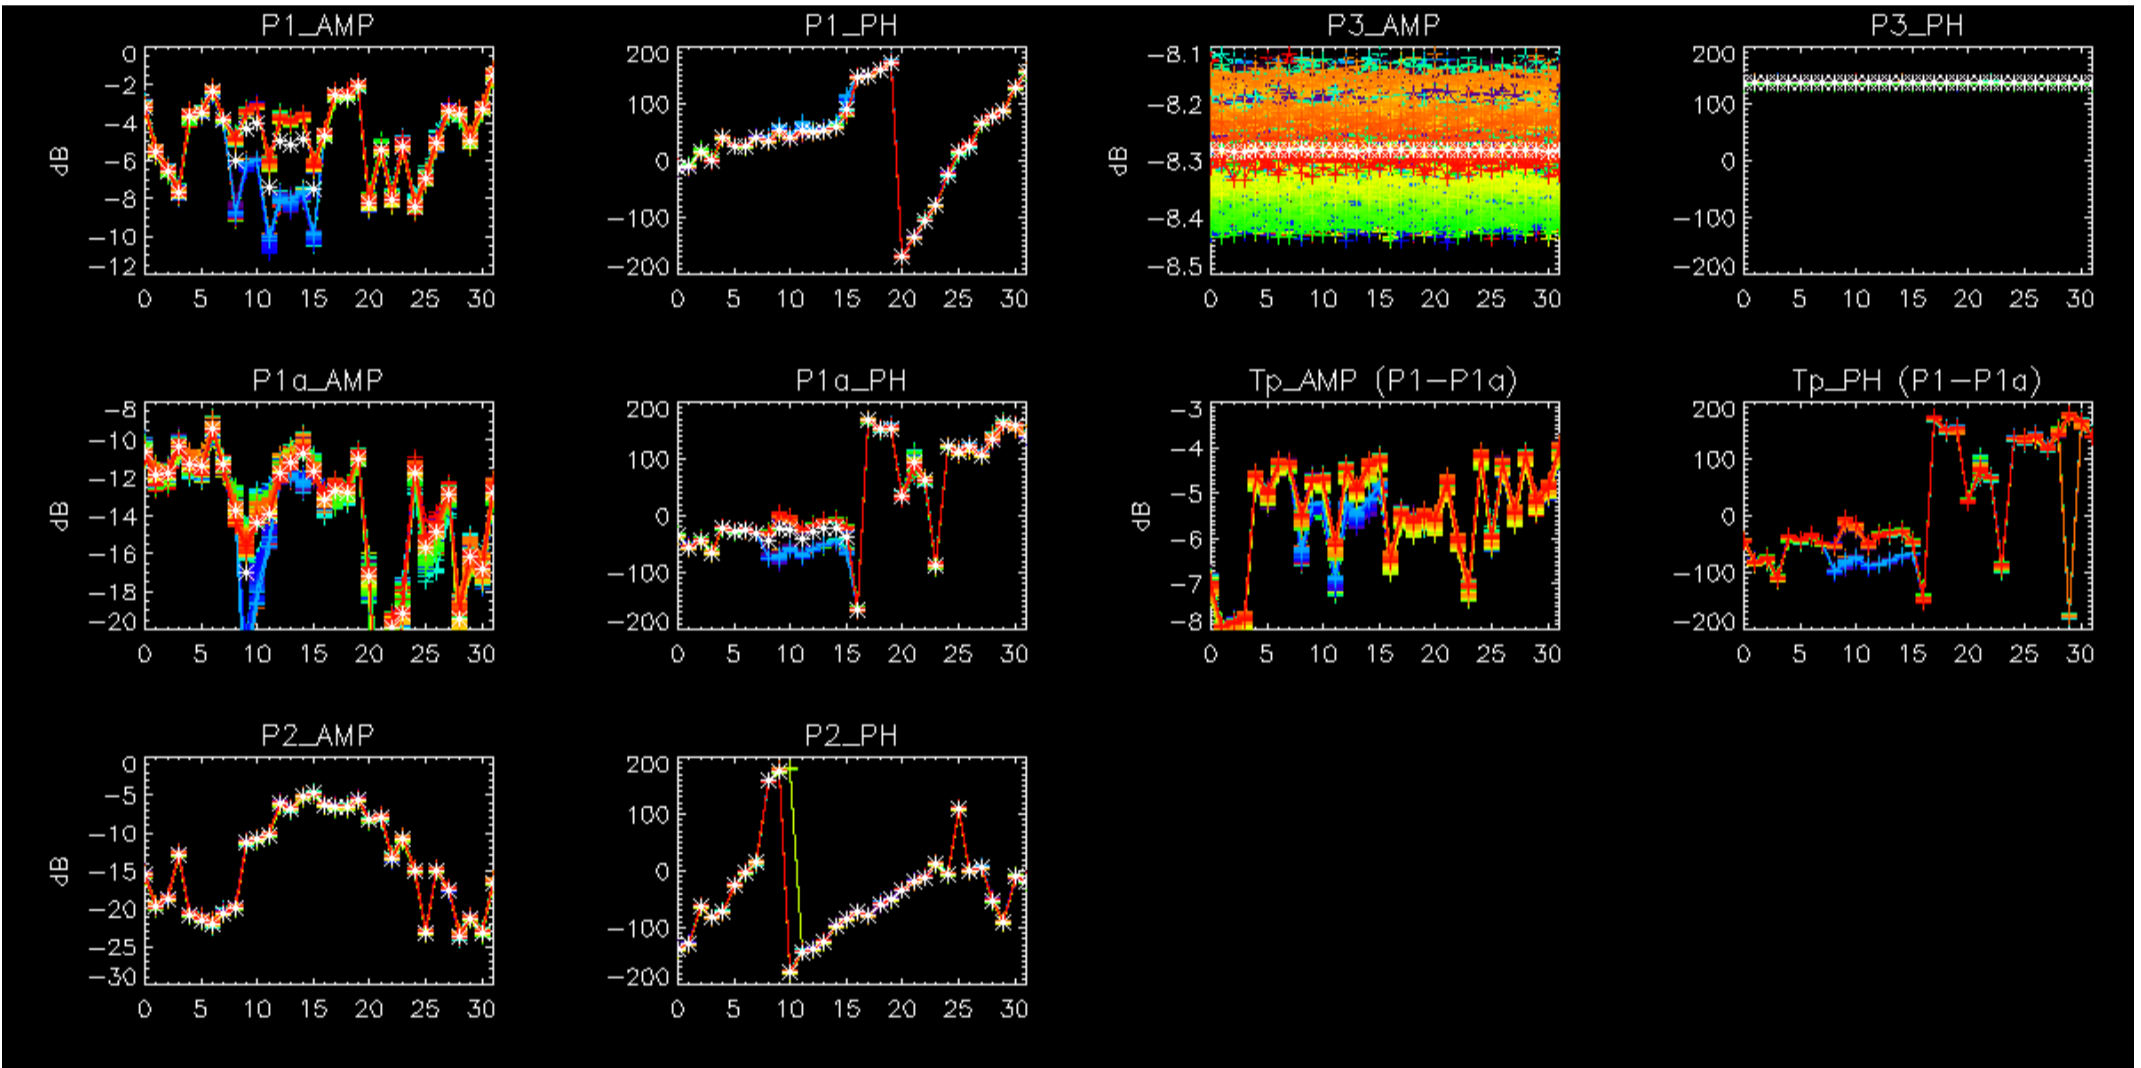 P1_AMP P1_PH P3_AMP P3_PH
0 200 −8.1 200
−2
−4 100 −8.2 100
dB −6 0 dB −8.3 0
−8
−10 −100 −8.4 −100
−12 −200 −8.5 −200
0 5 10 15 20 25 30 0 5 10 15 20 25 30 0 5 10 15 20 25 30 0 5 10 15 20 25 30
P1a_AMP P1a_PH Tp_AMP (P1−P1a) Tp_PH (P1−P1a)
−8 200 −3 200
−10 100 −4 100
−12
−14 0 −5 0
dB dB
−16 −6
−18 −100 −7 −100
−20 −200 −8 −200
0 5 10 15 20 25 30 0 5 10 15 20 25 30 0 5 10 15 20 25 30 0 5 10 15 20 25 30
P2_AMP P2_PH
0 200
−5 100
−10
dB −15 0
−20 −100
−25
−30 −200
0 5 10 15 20 25 30 0 5 10 15 20 25 30